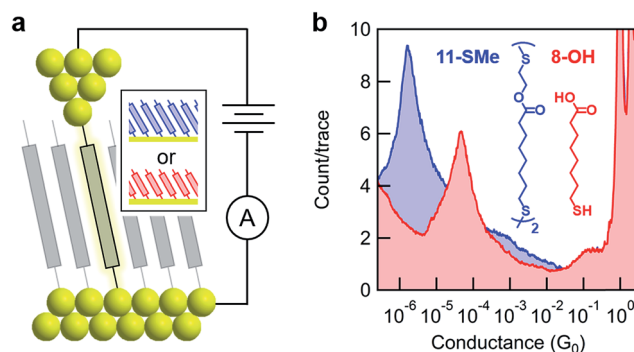 a
or
A
b
10
8
6
4
2
0
Count/trace
11-SMe
8-OH
S
O
O
S
2
HO
O
SH
10⁻⁶ 10⁻⁵ 10⁻⁴ 10⁻³ 10⁻² 10⁻¹ 10⁰
Conductance (G₀)